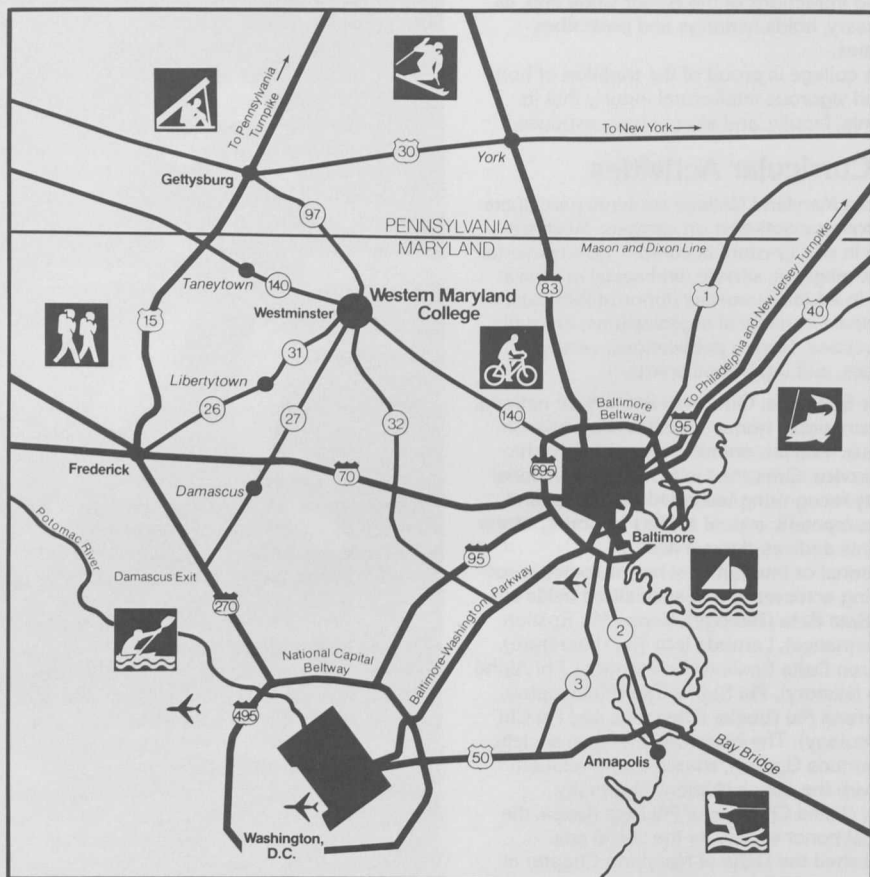 To Pennsylvania
Turnpike
30
York
To New York
Gettysburg
97
PENNSYLVANIA
MARYLAND
Mason and Dixon Line
83
1
40
To Philadelphia and New Jersey Turnpike
Taneytown
140
15
Westminster
Western Maryland
College
31
Libertytown
26
27
32
140
Baltimore
Beltway
95
695
Frederick
70
Damascus
Baltimore
Potomac River
Damascus Exit
270
95
Baltimore-Washington Parkway
2
National Capital
Beltway
3
495
50
Annapolis
Bay Bridge
Washington,
D.C.